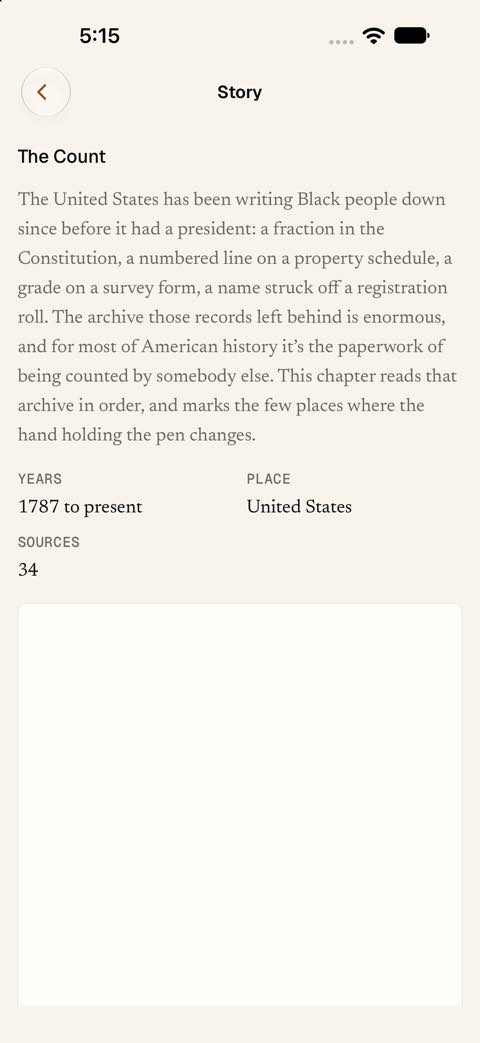 5:15
Story
The Count
The United States has been writing Black people down
since before it had a president: a fraction in the
Constitution, a numbered line on a property schedule, a
grade on a survey form, a name struck off a registration
roll. The archive those records left behind is enormous,
and for most of American history it’s the paperwork of
being counted by somebody else. This chapter reads that
archive in order, and marks the few places where the
hand holding the pen changes.
YEARS
1787 to present
PLACE
United States
SOURCES
34